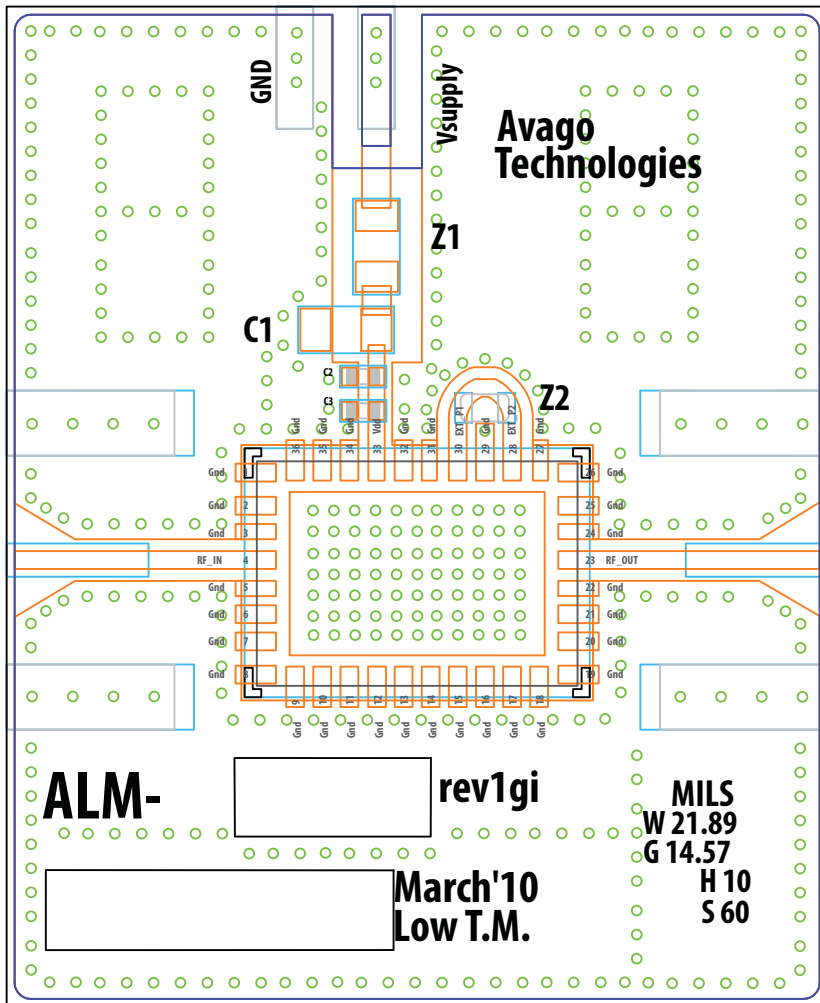 GND
Vsupply
Avago
Technologies
Z1
C1
C2
C3
Z2
36 Gnd
35 Gnd
34 Gnd
33 Vdd
32 Gnd
31 Gnd
30 EXT_P1
29 Gnd
28 EXT_P2
27 Gnd
Gnd 1
Gnd 2
Gnd 3
RF_IN 4
Gnd 5
Gnd 6
Gnd 7
Gnd 8
26 Gnd
25 Gnd
24 Gnd
23 RF_OUT
22 Gnd
21 Gnd
20 Gnd
19 Gnd
Gnd 9
Gnd 10
Gnd 11
Gnd 12
Gnd 13
Gnd 14
Gnd 15
Gnd 16
Gnd 17
Gnd 18
ALM-
rev1gi
March'10
Low T.M.
MILS
W 21.89
G 14.57
H 10
S 60